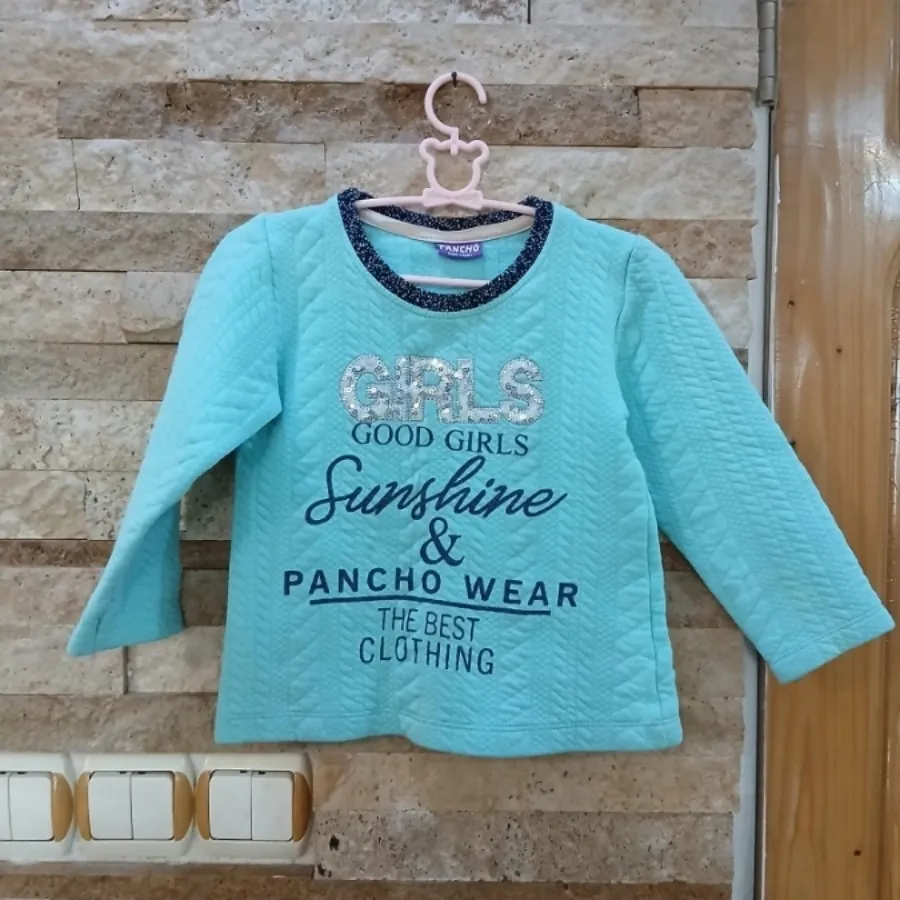 PANCHO
GIRLS
GOOD GIRLS
Sunshine
&
PANCHO WEAR
THE BEST
CLOTHING